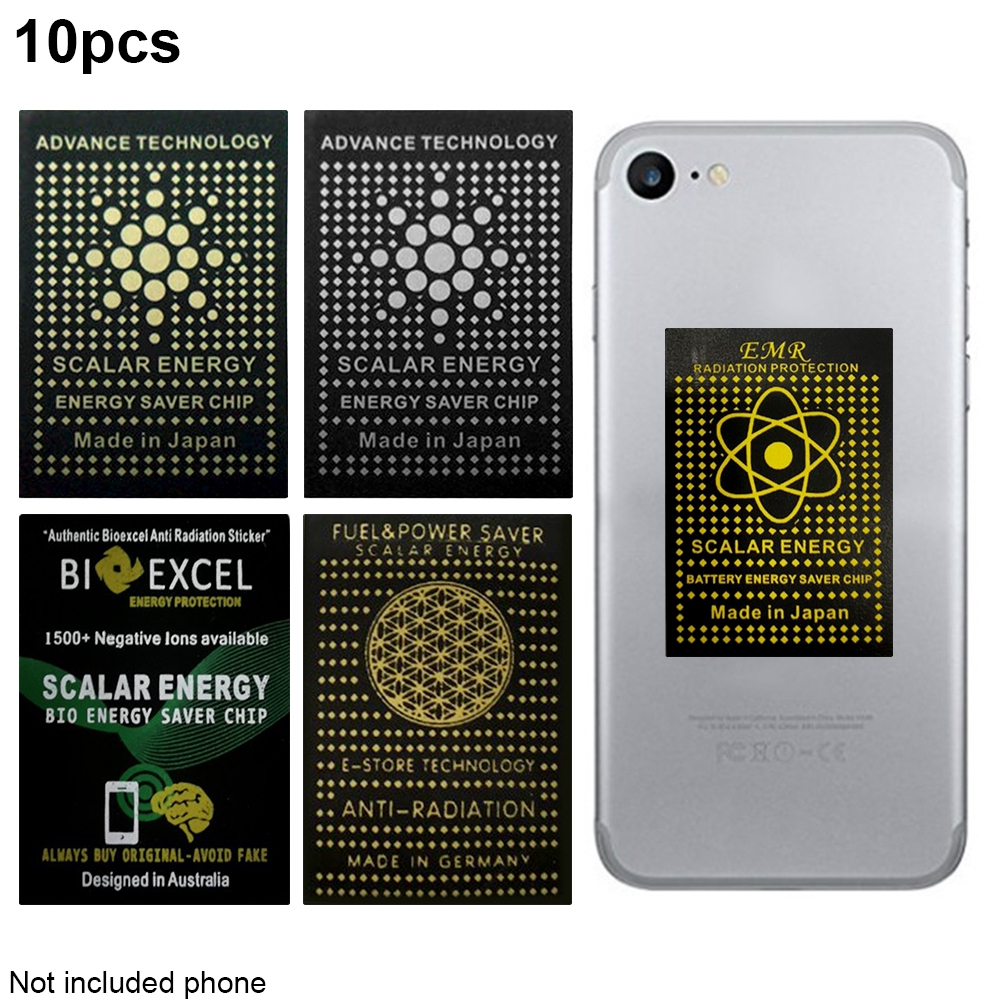 10pcs
ADVANCE TECHNOLOGY
SCALAR ENERGY
ENERGY SAVER CHIP
Made in Japan
ADVANCE TECHNOLOGY
SCALAR ENERGY
ENERGY SAVER CHIP
Made in Japan
EMR
RADIATION PROTECTION
SCALAR ENERGY
BATTERY ENERGY SAVER CHIP
Made in Japan
"Authentic Bioexcel Anti Radiation Sticker"
BI EXCEL
ENERGY PROTECTION
1500+ Negative Ions available
SCALAR ENERGY
BIO ENERGY SAVER CHIP
ALWAYS BUY ORIGINAL-AVOID FAKE
Designed in Australia
FUEL&POWER SAVER
SCALAR ENERGY
E-STORE TECHNOLOGY
ANTI-RADIATION
MADE IN GERMANY
Not included phone